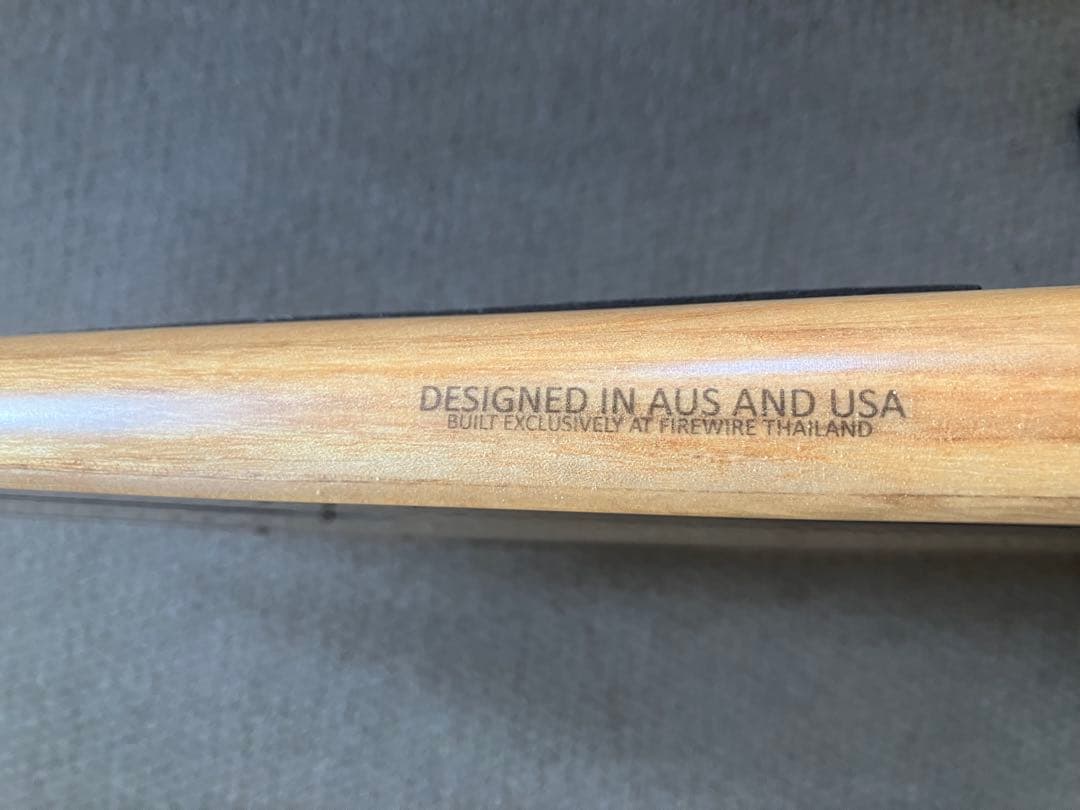 DESIGNED IN AUS AND USA
BUILT EXCLUSIVELY AT FIREWIRE THAILAND